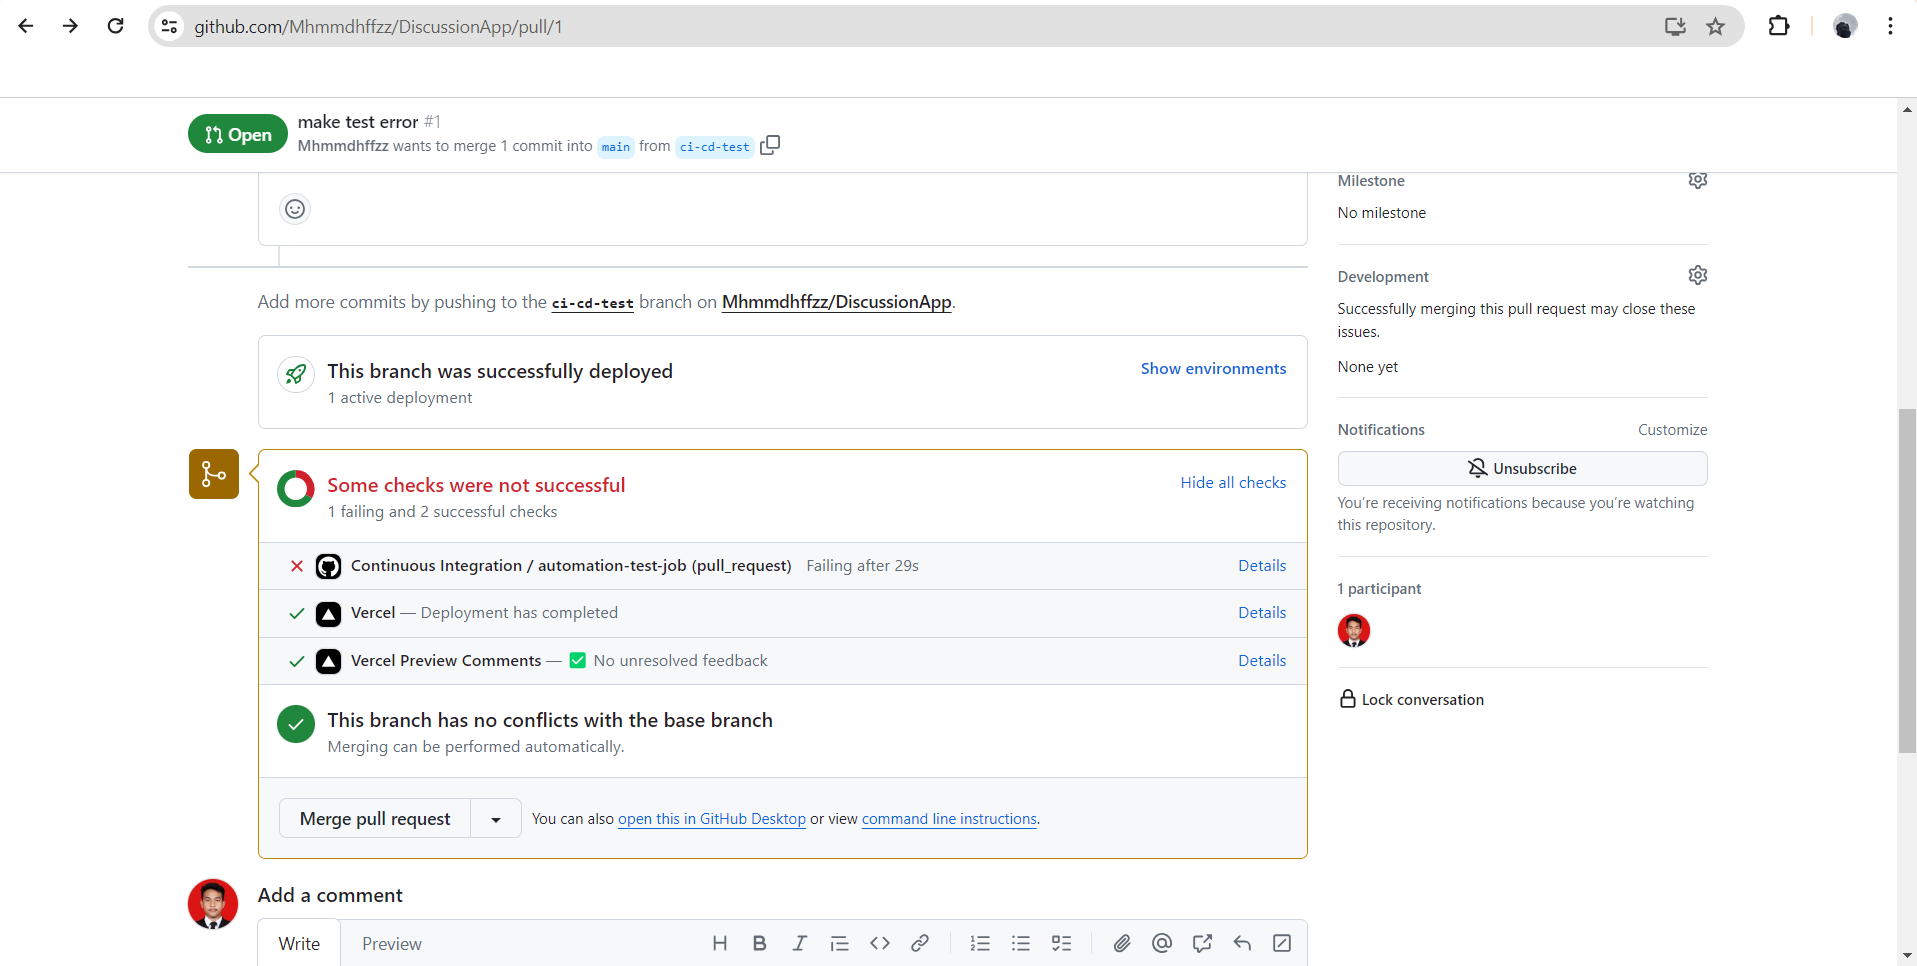 github.com/Mhmmdhffzz/DiscussionApp/pull/1
Open
make test error #1
Mhmmdhffzz wants to merge 1 commit into main from ci-cd-test
Milestone
No milestone
Development
Successfully merging this pull request may close these
issues.
None yet
Notifications
Customize
Unsubscribe
You're receiving notifications because you're watching
this repository.
1 participant
Lock conversation
Add more commits by pushing to the ci-cd-test branch on Mhmmdhffzz/DiscussionApp.
This branch was successfully deployed
1 active deployment
Show environments
Some checks were not successful
1 failing and 2 successful checks
Hide all checks
Continuous Integration / automation-test-job (pull_request) Failing after 29s
Details
Vercel — Deployment has completed
Details
Vercel Preview Comments — ✅ No unresolved feedback
Details
This branch has no conflicts with the base branch
Merging can be performed automatically.
Merge pull request
You can also open this in GitHub Desktop or view command line instructions.
Add a comment
Write
Preview